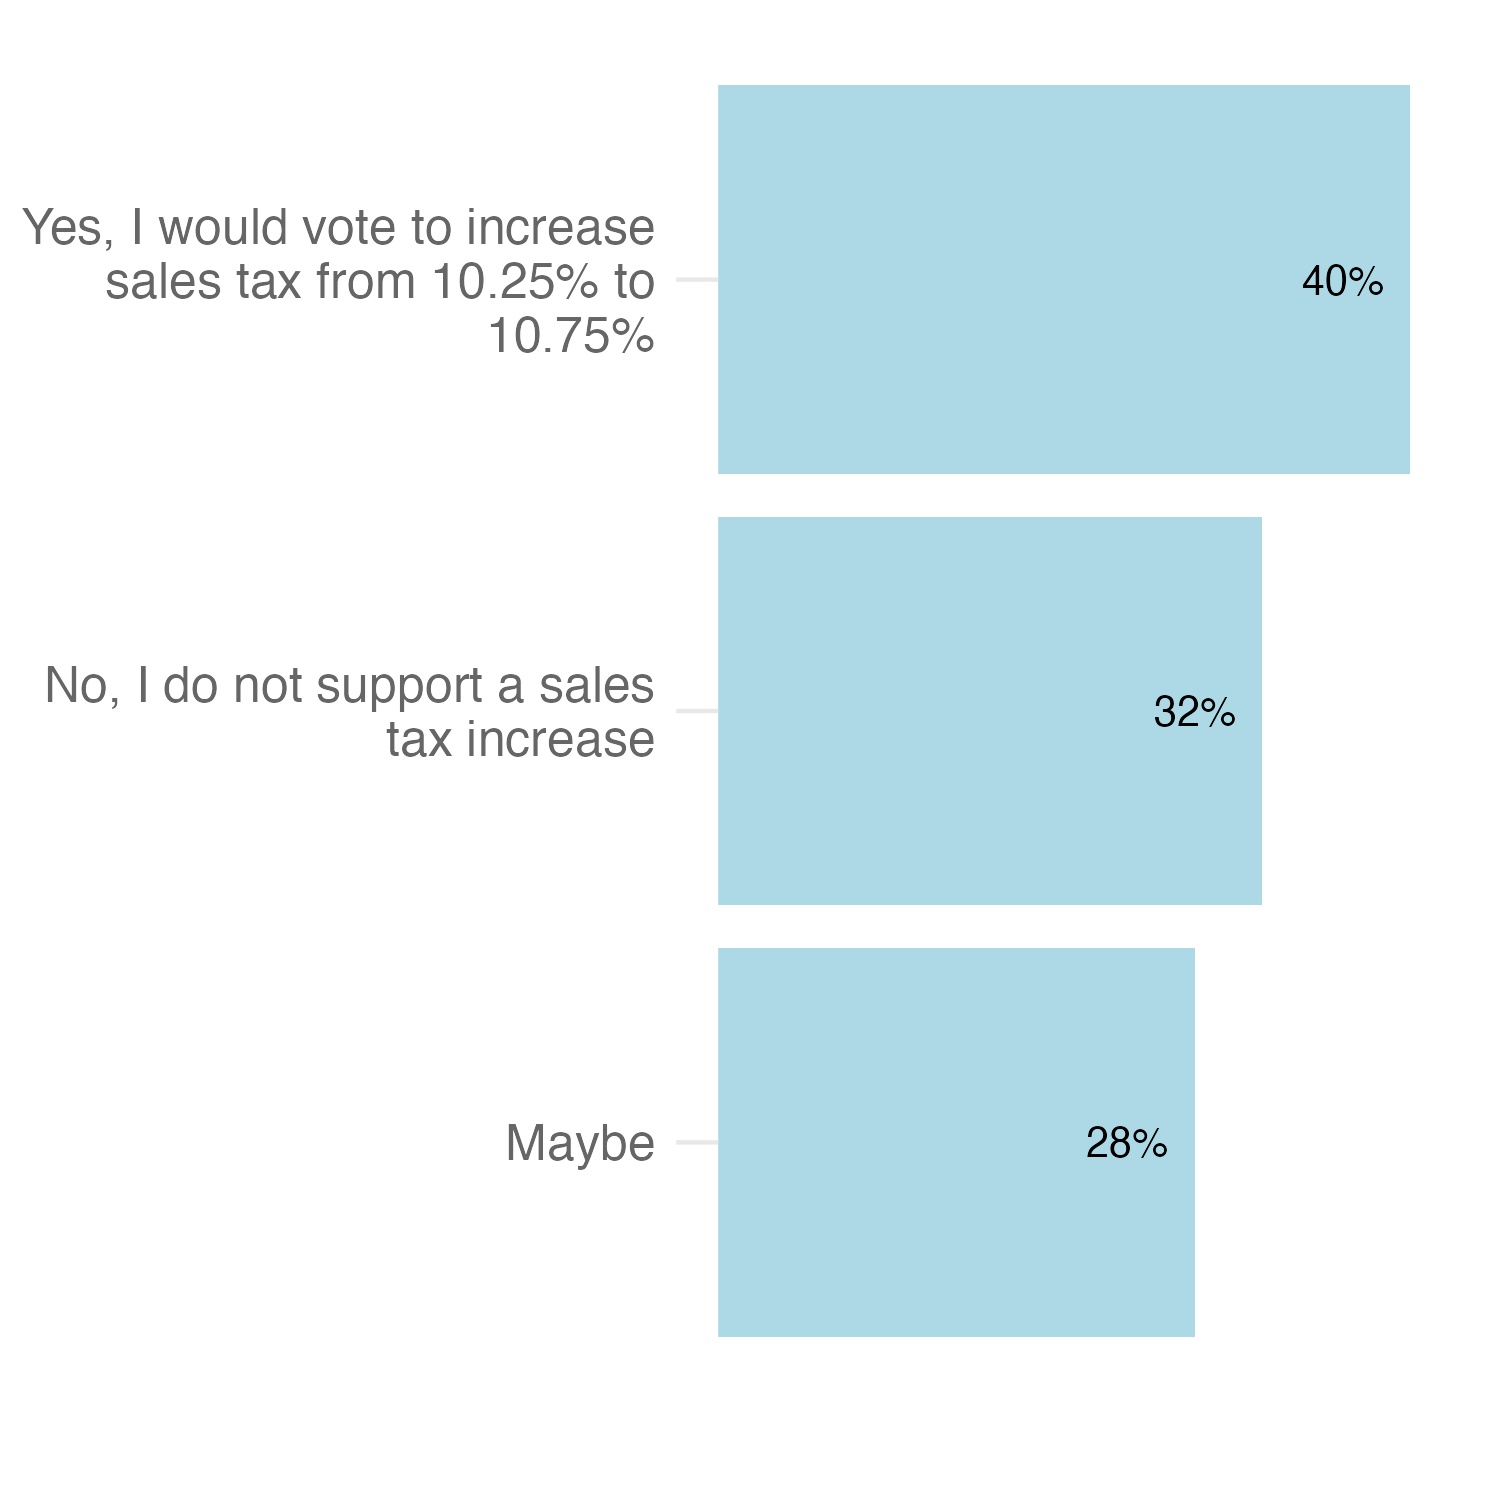 Yes, I would vote to increase
sales tax from 10.25% to
10.75%
40%
No, I do not support a sales
tax increase
32%
Maybe
28%